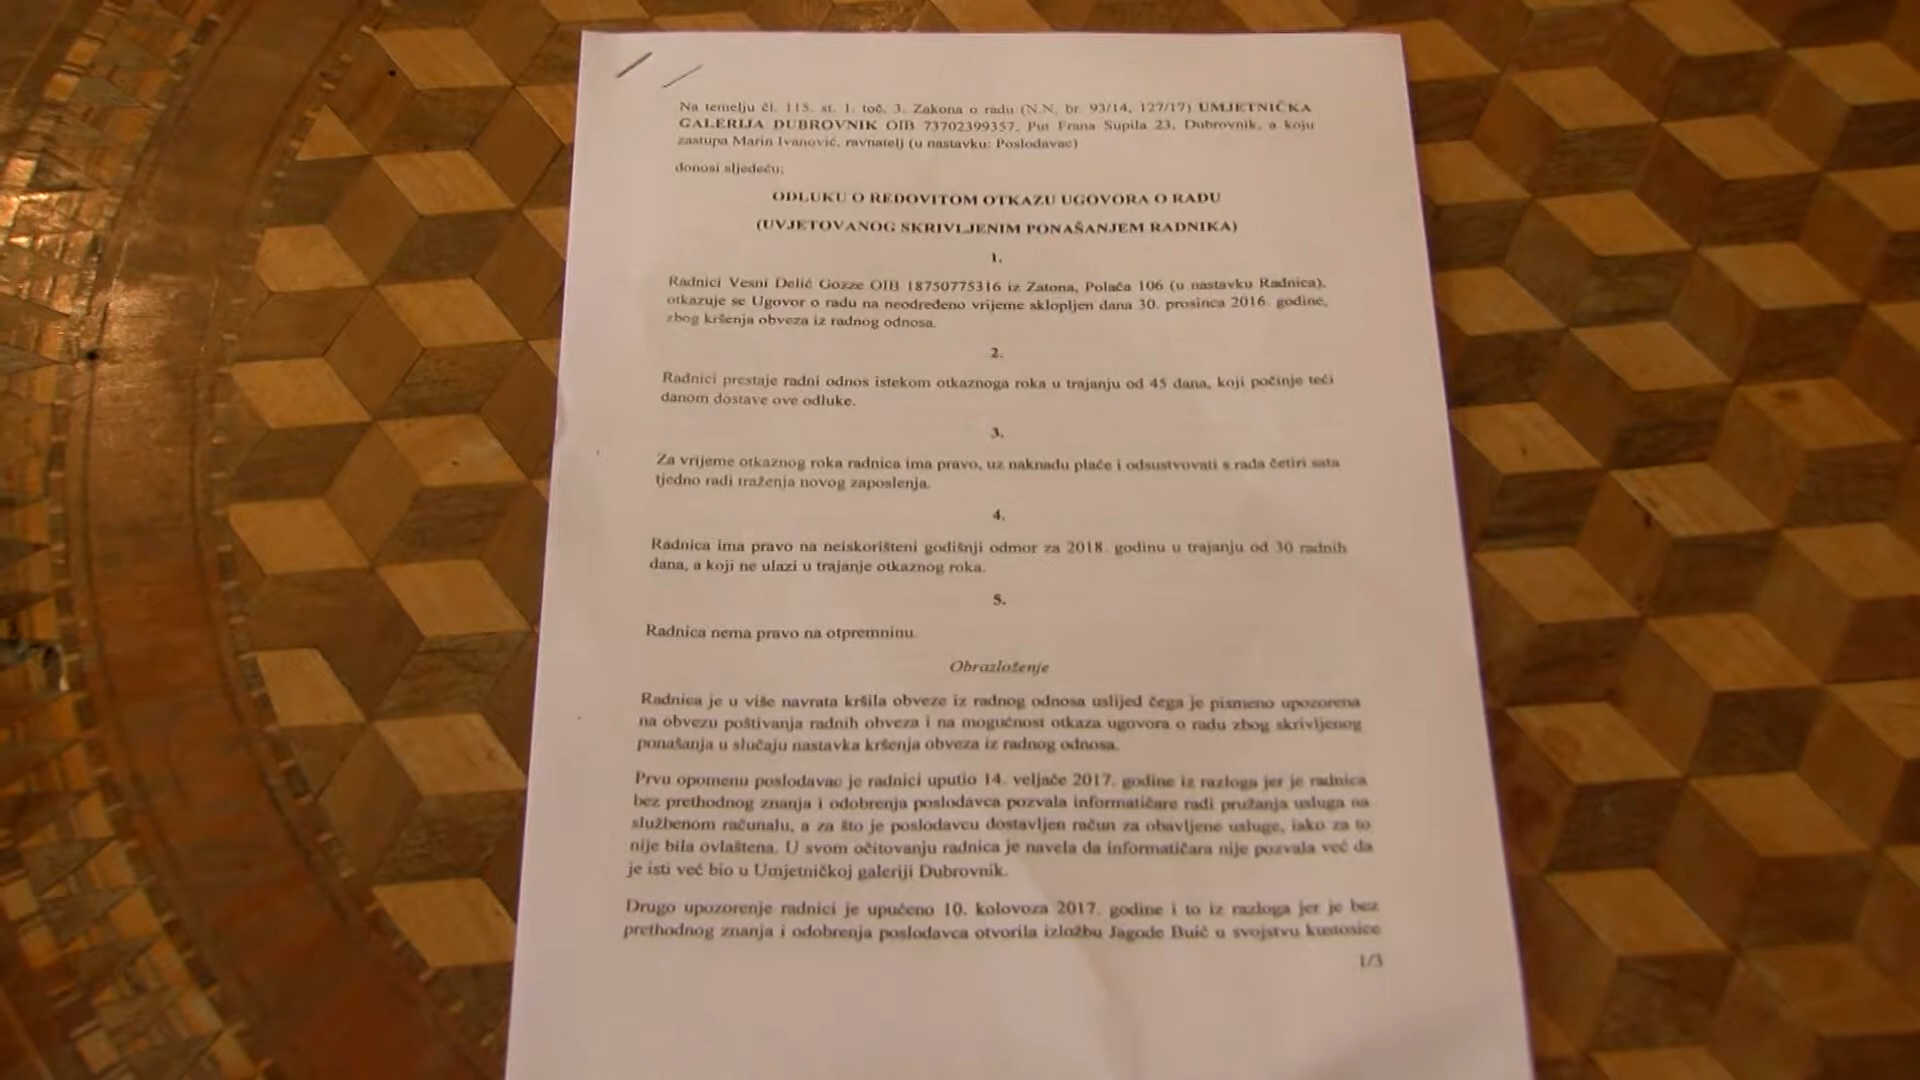 Na temelju čl. 115. st. 1. toč. 3. Zakona o radu (N.N. br. 93/14, 127/17) UMJETNIČKA
GALERIJA DUBROVNIK OIB 73702399357, Put Frana Supila 23, Dubrovnik, a koju
zastupa Marin Ivanović, ravnatelj (u nastavku: Poslodavac)
donosi sljedeću;
ODLUKU O REDOVITOM OTKAZU UGOVORA O RADU
(UVJETOVANOG SKRIVLJENIM PONAŠANJEM RADNIKA)
1.
Radnici Vesni Delić Gozze OIB 18750775316 iz Zatona, Polača 106 (u nastavku Radnica),
otkazuje se Ugovor o radu na neodređeno vrijeme sklopljen dana 30. prosinca 2016. godine,
zbog kršenja obveza iz radnog odnosa.
2.
Radnici prestaje radni odnos istekom otkaznoga roka u trajanju od 45 dana, koji počinje teći
danom dostave ove odluke.
3.
Za vrijeme otkaznog roka radnica ima pravo, uz naknadu plaće i odsustvovati s rada četiri sata
tjedno radi traženja novog zaposlenja.
4.
Radnica ima pravo na neiskorišteni godišnji odmor za 2018. godinu u trajanju od 30 radnih
dana, a koji ne ulazi u trajanje otkaznog roka.
5.
Radnica nema pravo na otpremninu.
Obrazloženje
Radnica je u više navrata kršila obveze iz radnog odnosa uslijed čega je pismeno upozorena
na obvezu poštivanja radnih obveza i na mogućnost otkaza ugovora o radu zbog skrivljenog
ponašanja u slučaju nastavka kršenja obveza iz radnog odnosa.
Prvu opomenu poslodavac je radnici uputio 14. veljače 2017. godine iz razloga jer je radnica
bez prethodnog znanja i odobrenja poslodavca pozvala informatičare radi pružanja usluga na
službenom računalu, a za što je poslodavcu dostavljen račun za obavljene usluge, iako za to
nije bila ovlaštena. U svom očitovanju radnica je navela da informatičara nije pozvala već da
je isti već bio u Umjetničkoj galeriji Dubrovnik.
Drugo upozorenje radnici je upućeno 10. kolovoza 2017. godine i to iz razloga jer je bez
prethodnog znanja i odobrenja poslodavca otvorila izložbu Jagode Buić u svojstvu kustosice
1/3